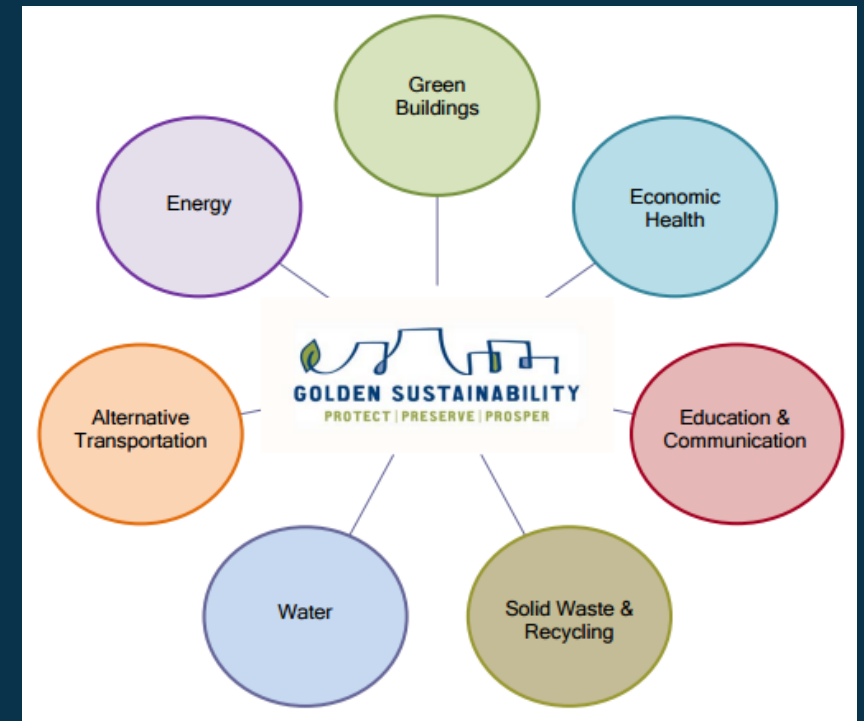 Green
Buildings
Energy
Economic
Health
GOLDEN SUSTAINABILITY
PROTECT|PRESERVE|PROSPER
Alternative
Transportation
Education &
Communication
Water
Solid Waste &
Recycling